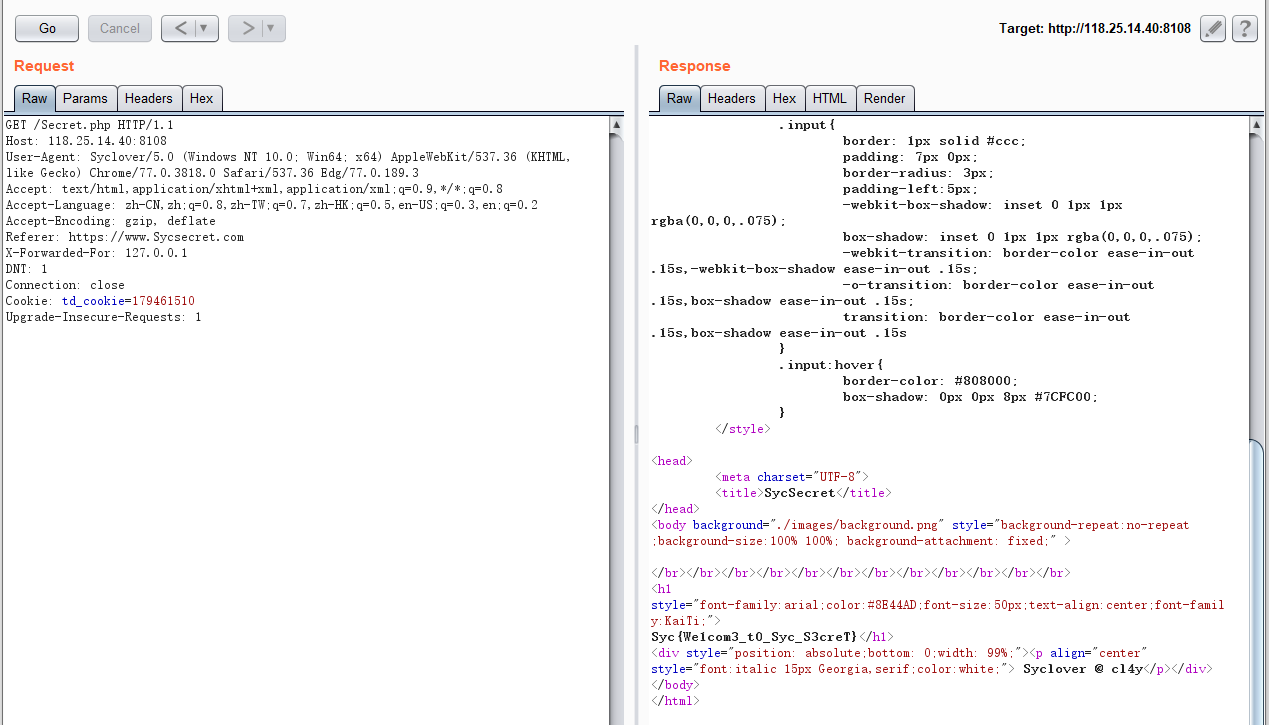 Go
Cancel
<
>
Target: http://118.25.14.40:8108
?
Request
Raw
Params
Headers
Hex
GET /Secret.php HTTP/1.1
Host: 118.25.14.40:8108
User-Agent: Syclover/5.0 (Windows NT 10.0; Win64; x64) AppleWebKit/537.36 (KHTML,
like Gecko) Chrome/77.0.3818.0 Safari/537.36 Edg/77.0.189.3
Accept: text/html,application/xhtml+xml,application/xml;q=0.9,*/*;q=0.8
Accept-Language: zh-CN,zh;q=0.8,zh-TW;q=0.7,zh-HK;q=0.5,en-US;q=0.3,en;q=0.2
Accept-Encoding: gzip, deflate
Referer: https://www.Sycsecret.com
X-Forwarded-For: 127.0.0.1
DNT: 1
Connection: close
Cookie: td_cookie=179461510
Upgrade-Insecure-Requests: 1
Response
Raw
Headers
Hex
HTML
Render
.input{
border: 1px solid #ccc;
padding: 7px 0px;
border-radius: 3px;
padding-left:5px;
-webkit-box-shadow: inset 0 1px 1px
rgba(0,0,0,.075);
box-shadow: inset 0 1px 1px rgba(0,0,0,.075);
-webkit-transition: border-color ease-in-out
.15s,-webkit-box-shadow ease-in-out .15s;
-o-transition: border-color ease-in-out
.15s,box-shadow ease-in-out .15s;
transition: border-color ease-in-out
.15s,box-shadow ease-in-out .15s
}
.input:hover{
border-color: #808000;
box-shadow: 0px 0px 8px #7CFC00;
}
</style>
<head>
<meta charset="UTF-8">
<title>SycSecret</title>
</head>
<body background="./images/background.png" style="background-repeat:no-repeat
;background-size:100% 100%; background-attachment: fixed;" >
</br></br></br></br></br></br></br></br></br></br></br></br>
<h1
style="font-family:arial;color:#8E44AD;font-size:50px;text-align:center;font-famil
y:KaiTi;">
Syc{We1com3_t0_Syc_S3creT}</h1>
<div style="position: absolute;bottom: 0;width: 99%;"><p align="center"
style="font:italic 15px Georgia,serif;color:white;"> Syclover @ cl4y</p></div>
</body>
</html>